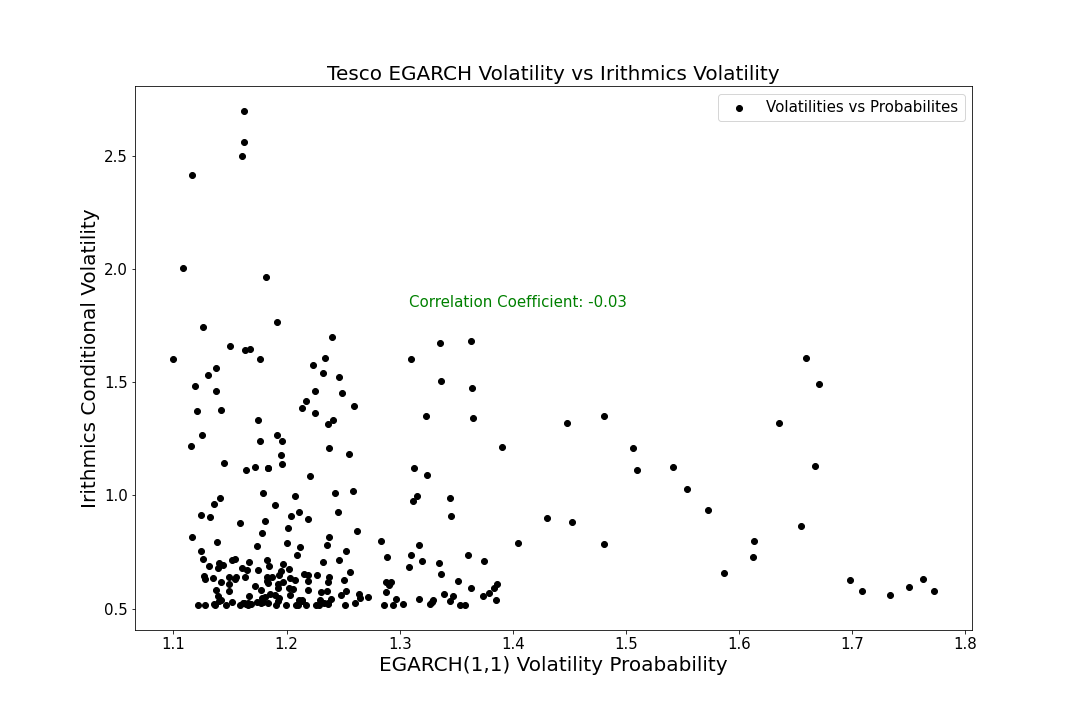 Tesco EGARCH Volatility vs Irithmics Volatility
Volatilities vs Probabilites
Correlation Coefficient: -0.03
Irithmics Conditional Volatility
2.5
2.0
1.5
1.0
0.5
1.1 1.2 1.3 1.4 1.5 1.6 1.7 1.8
EGARCH(1,1) Volatility Proabability